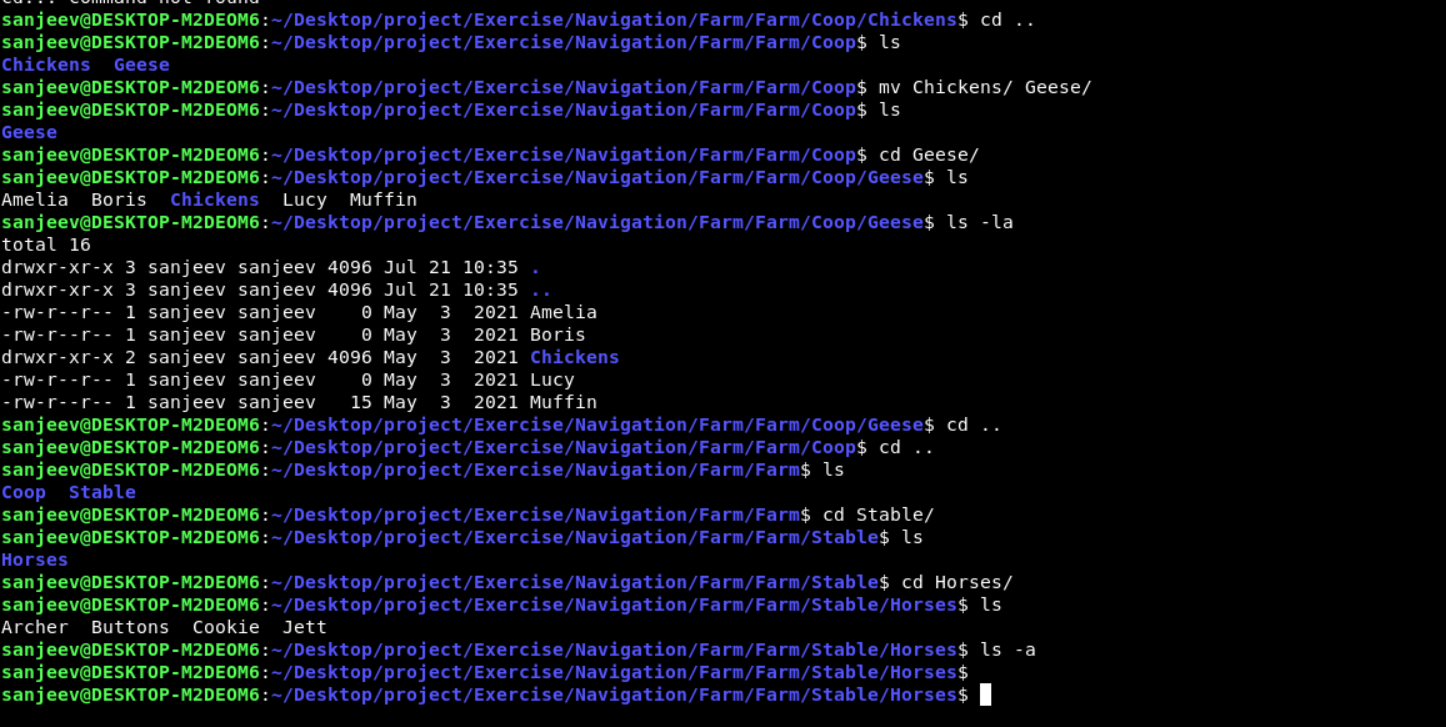 cd..: command not found
sanjeev@DESKTOP-M2DEOM6:~/Desktop/project/Exercise/Navigation/Farm/Farm/Coop/Chickens$ cd ..
sanjeev@DESKTOP-M2DEOM6:~/Desktop/project/Exercise/Navigation/Farm/Farm/Coop$ ls
Chickens  Geese
sanjeev@DESKTOP-M2DEOM6:~/Desktop/project/Exercise/Navigation/Farm/Farm/Coop$ mv Chickens/ Geese/
sanjeev@DESKTOP-M2DEOM6:~/Desktop/project/Exercise/Navigation/Farm/Farm/Coop$ ls
Geese
sanjeev@DESKTOP-M2DEOM6:~/Desktop/project/Exercise/Navigation/Farm/Farm/Coop$ cd Geese/
sanjeev@DESKTOP-M2DEOM6:~/Desktop/project/Exercise/Navigation/Farm/Farm/Coop/Geese$ ls
Amelia  Boris  Chickens  Lucy  Muffin
sanjeev@DESKTOP-M2DEOM6:~/Desktop/project/Exercise/Navigation/Farm/Farm/Coop/Geese$ ls -la
total 16
drwxr-xr-x 3 sanjeev sanjeev 4096 Jul 21 10:35 .
drwxr-xr-x 3 sanjeev sanjeev 4096 Jul 21 10:35 ..
-rw-r--r-- 1 sanjeev sanjeev    0 May  3  2021 Amelia
-rw-r--r-- 1 sanjeev sanjeev    0 May  3  2021 Boris
drwxr-xr-x 2 sanjeev sanjeev 4096 May  3  2021 Chickens
-rw-r--r-- 1 sanjeev sanjeev    0 May  3  2021 Lucy
-rw-r--r-- 1 sanjeev sanjeev   15 May  3  2021 Muffin
sanjeev@DESKTOP-M2DEOM6:~/Desktop/project/Exercise/Navigation/Farm/Farm/Coop/Geese$ cd ..
sanjeev@DESKTOP-M2DEOM6:~/Desktop/project/Exercise/Navigation/Farm/Farm/Coop$ cd ..
sanjeev@DESKTOP-M2DEOM6:~/Desktop/project/Exercise/Navigation/Farm/Farm$ ls
Coop  Stable
sanjeev@DESKTOP-M2DEOM6:~/Desktop/project/Exercise/Navigation/Farm/Farm$ cd Stable/
sanjeev@DESKTOP-M2DEOM6:~/Desktop/project/Exercise/Navigation/Farm/Farm/Stable$ ls
Horses
sanjeev@DESKTOP-M2DEOM6:~/Desktop/project/Exercise/Navigation/Farm/Farm/Stable$ cd Horses/
sanjeev@DESKTOP-M2DEOM6:~/Desktop/project/Exercise/Navigation/Farm/Farm/Stable/Horses$ ls
Archer  Buttons  Cookie  Jett
sanjeev@DESKTOP-M2DEOM6:~/Desktop/project/Exercise/Navigation/Farm/Farm/Stable/Horses$ ls -a
sanjeev@DESKTOP-M2DEOM6:~/Desktop/project/Exercise/Navigation/Farm/Farm/Stable/Horses$
sanjeev@DESKTOP-M2DEOM6:~/Desktop/project/Exercise/Navigation/Farm/Farm/Stable/Horses$